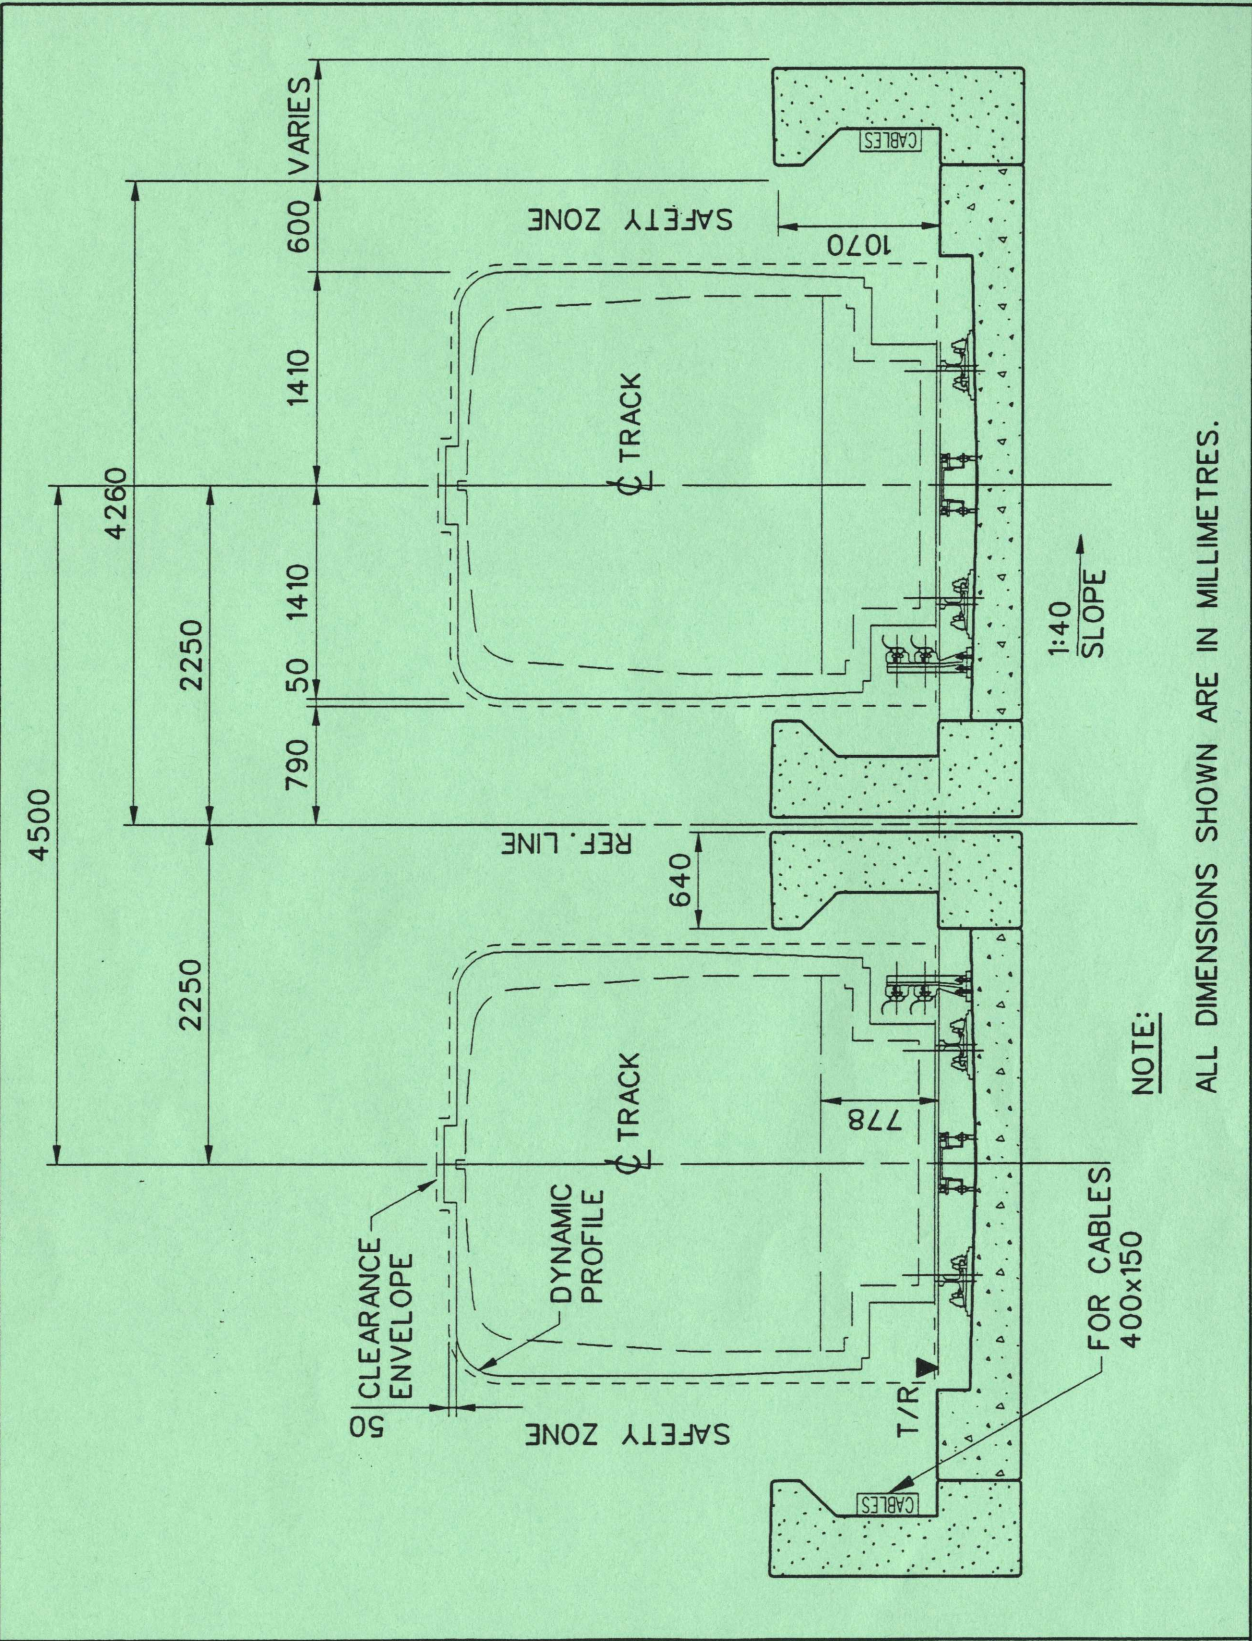 4500
4260
2250
2250
790
50
1410
1410
600
VARIES
CLEARANCE
ENVELOPE
50
DYNAMIC
PROFILE
SAFETY ZONE
℄ TRACK
778
T/R
CABLES
FOR CABLES
400x150
640
REF. LINE
℄ TRACK
SAFETY ZONE
1070
CABLES
1:40
SLOPE
NOTE:
ALL DIMENSIONS SHOWN ARE IN MILLIMETRES.